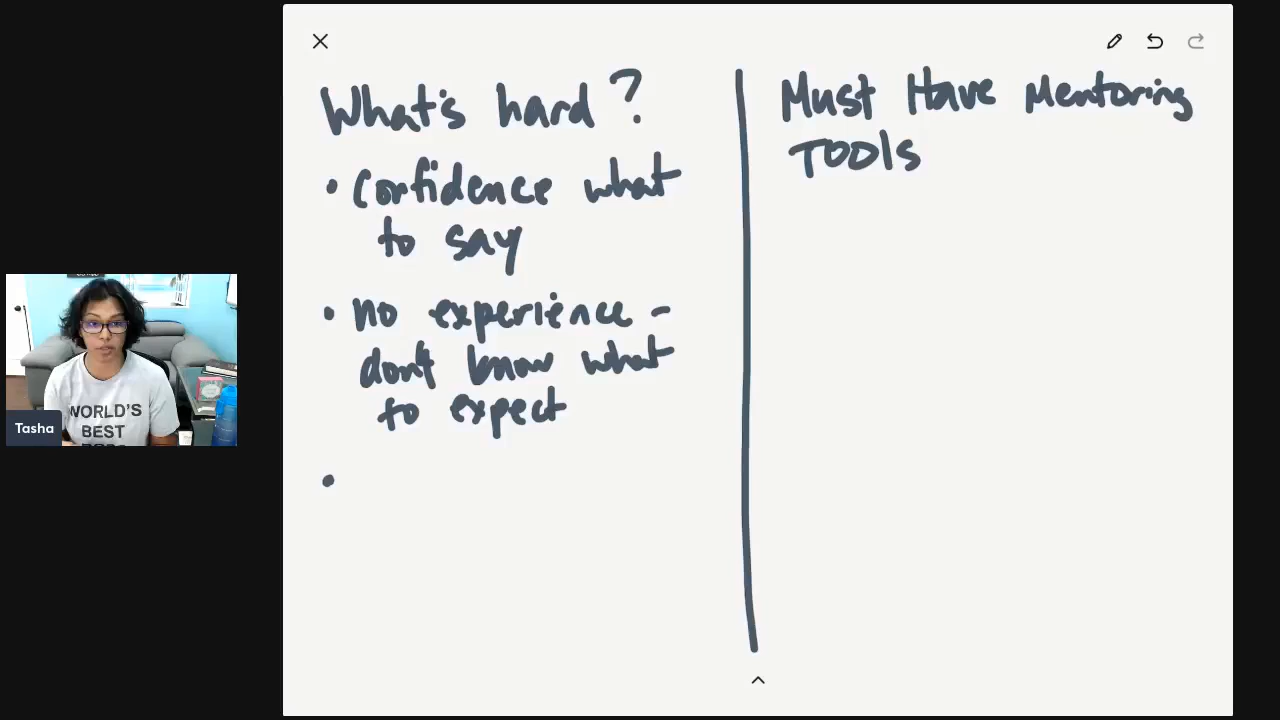 What's hard?
• Confidence what
to say
• no experience -
don't know what
to expect
•
Must Have Mentoring
TOOLS
Tasha
WORLD'S
BEST